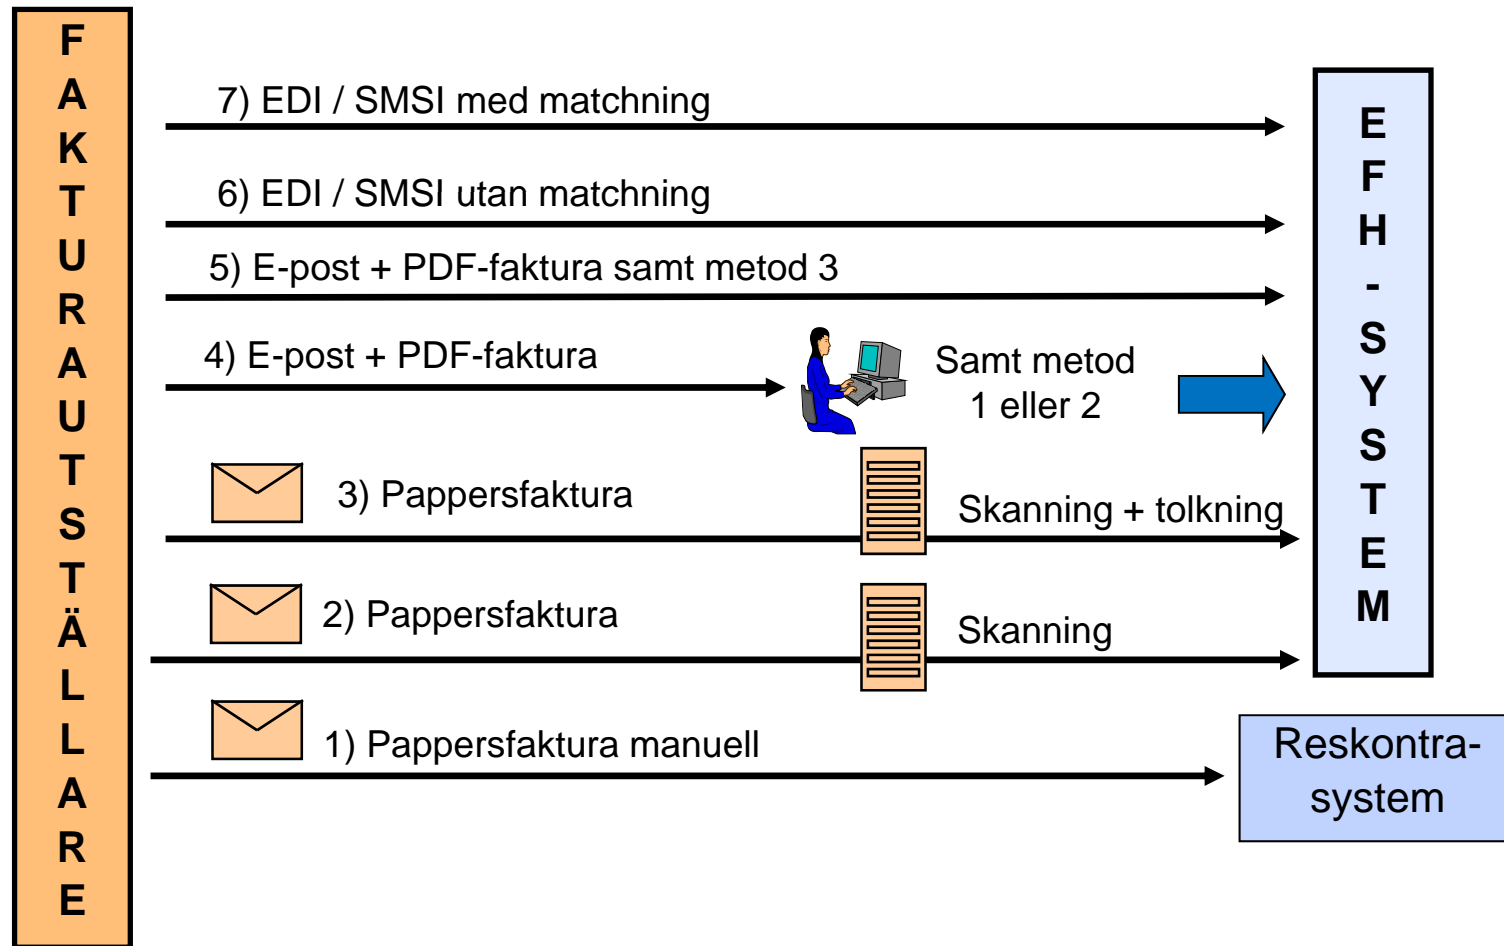 FAKTURAUTSTÄLLARE
7) EDI / SMSI med matchning
6) EDI / SMSI utan matchning
5) E-post + PDF-faktura samt metod 3
4) E-post + PDF-faktura
Samt metod
1 eller 2
3) Pappersfaktura
Skanning + tolkning
2) Pappersfaktura
Skanning
1) Pappersfaktura manuell
EFH-SYSTEM
Reskontra-
system